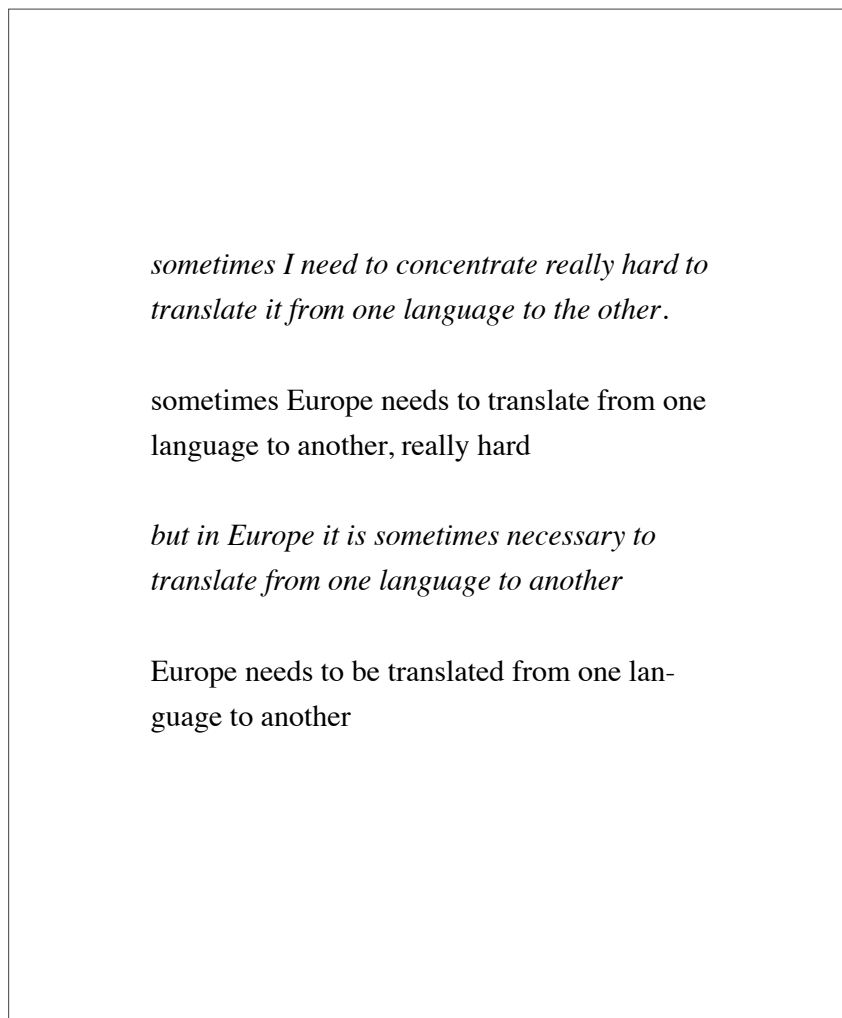 sometimes I need to concentrate really hard to
translate it from one language to the other.
sometimes Europe needs to translate from one
language to another, really hard
but in Europe it is sometimes necessary to
translate from one language to another
Europe needs to be translated from one lan-
guage to another